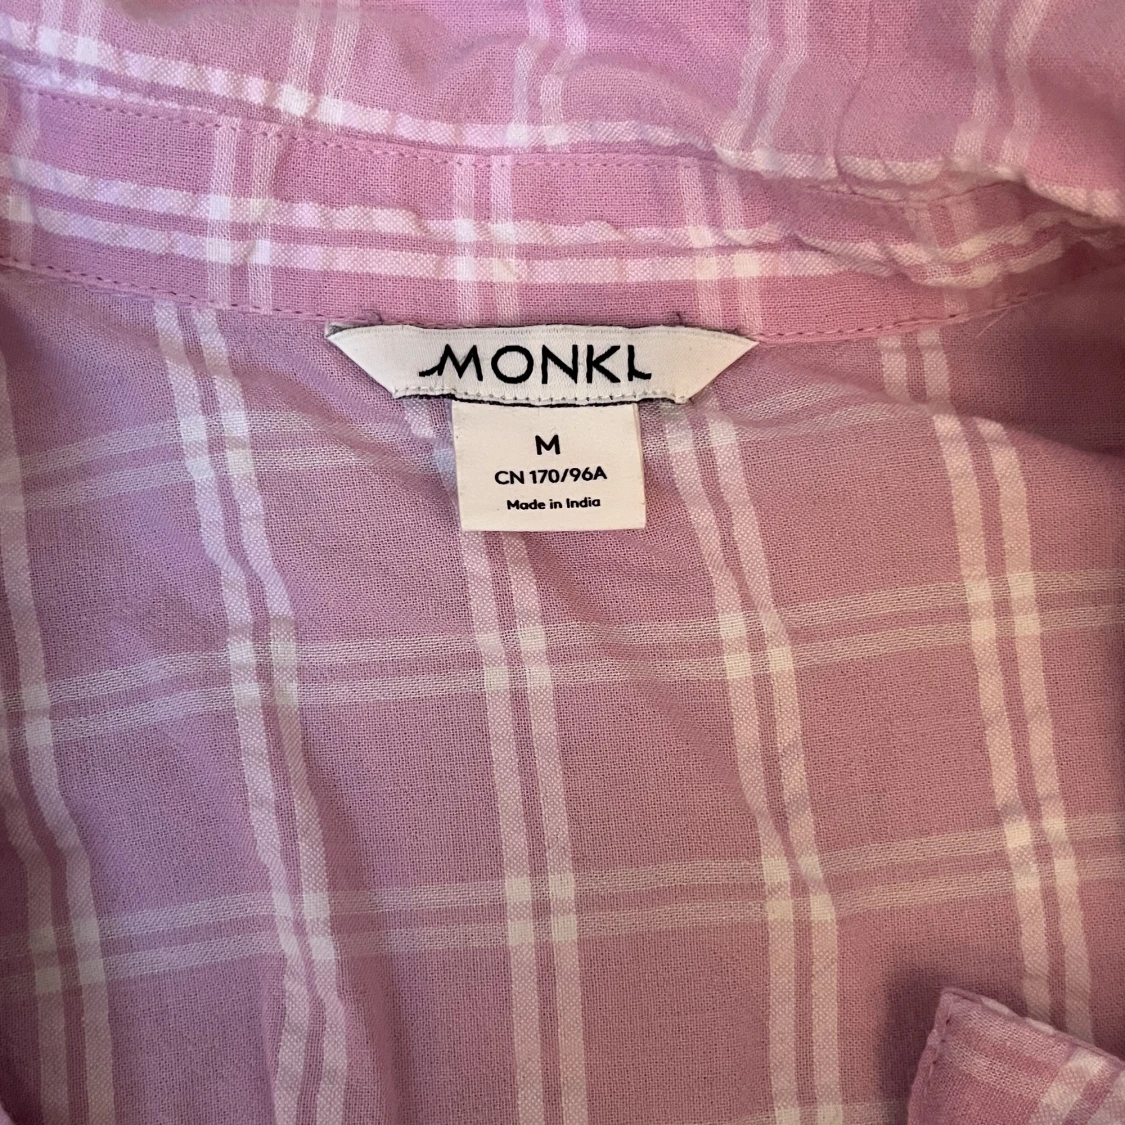 MONKI
M
CN 170/96A
Made in India